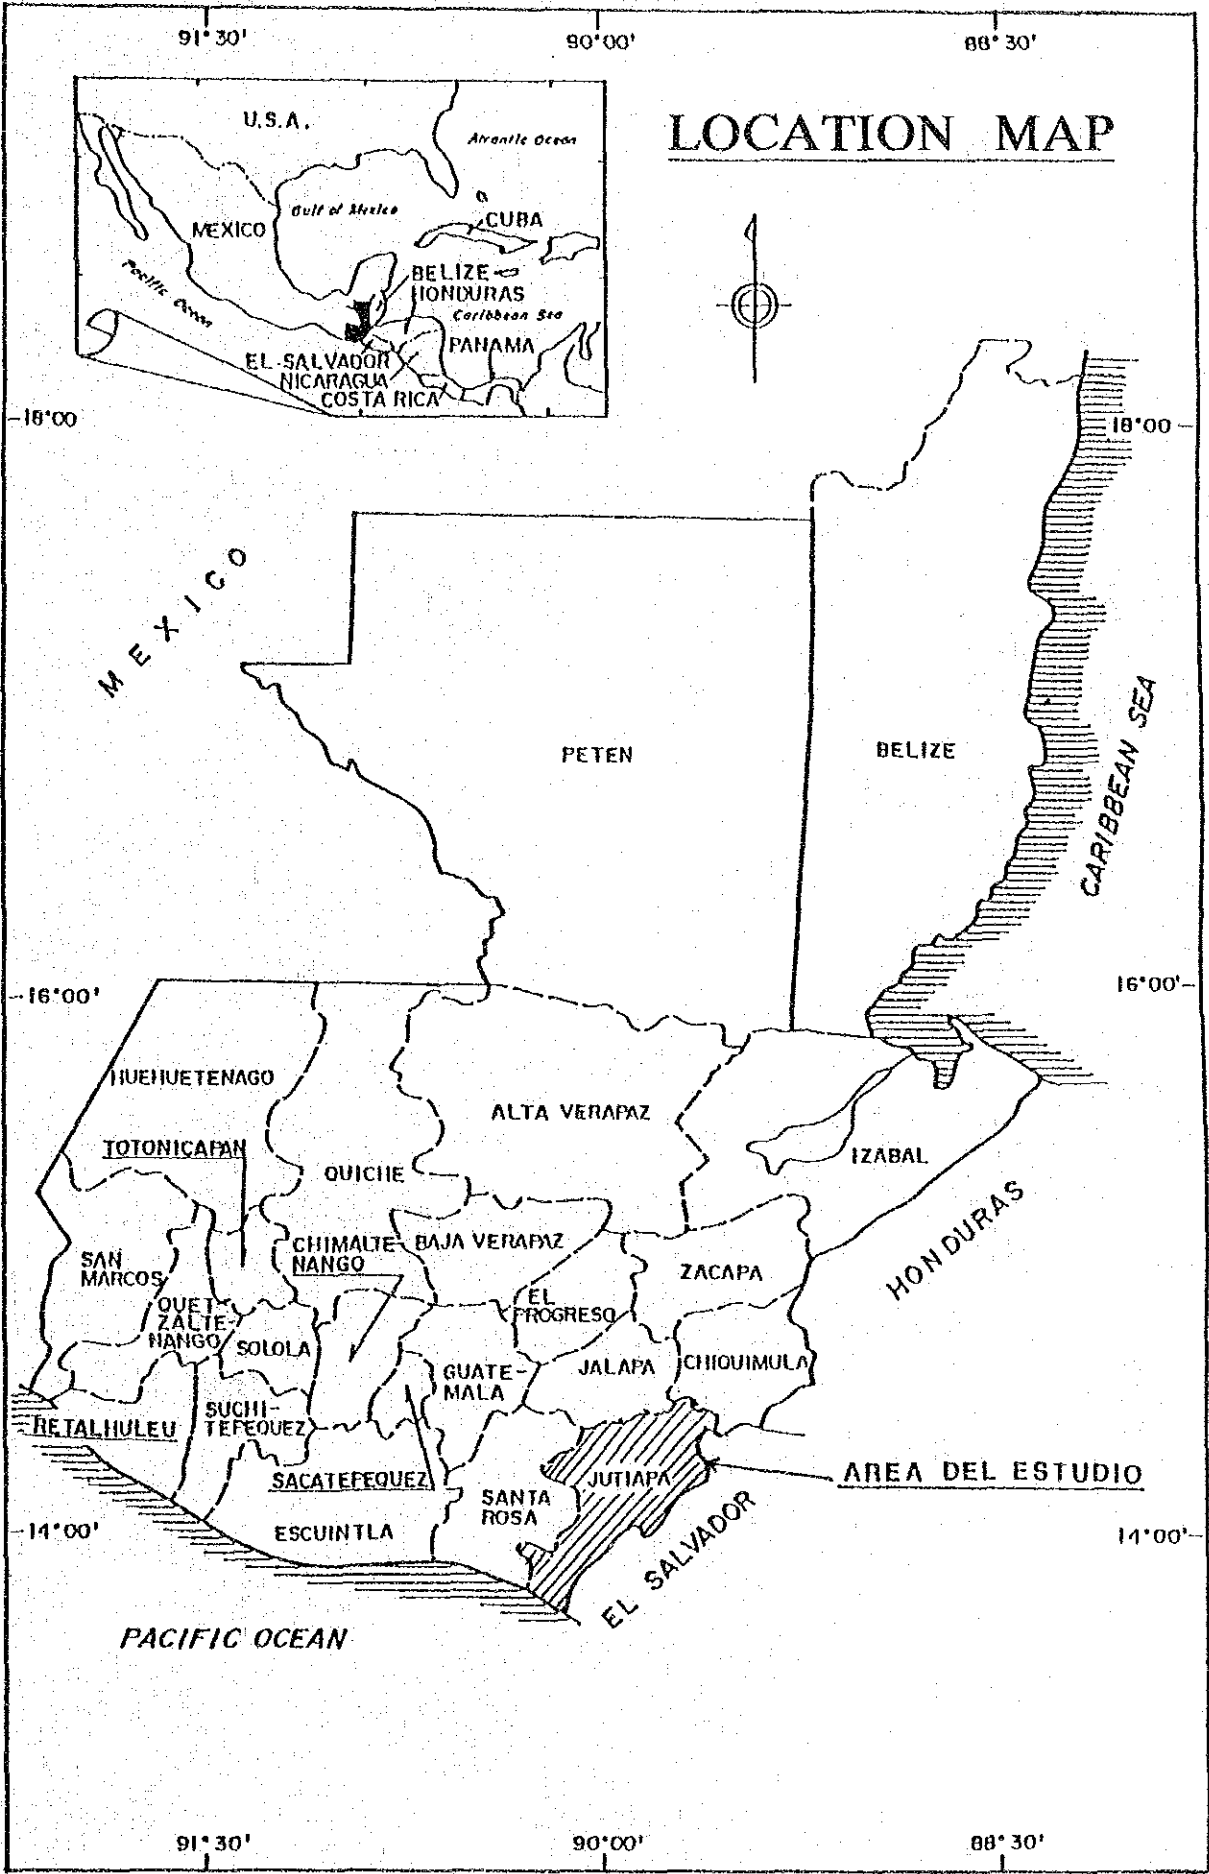 91°30' 90°00' 88°30'
LOCATION MAP
U.S.A.
Atlantic Ocean
Gulf of Mexico
CUBA
MEXICO
Pacific Ocean
BELIZE
HONDURAS
Caribbean Sea
PANAMA
EL-SALVADOR
NICARAGUA
COSTA RICA
18°00 18°00
MEXICO
PETEN
BELIZE
CARIBBEAN SEA
16°00' 16°00'
HUEHUETENAGO
ALTA VERAPAZ
TOTONICAPAN
QUICHE
IZABAL
HONDURAS
CHIMALTE-
NANGO
BAJA VERAPAZ
SAN
MARCOS
ZACAPA
QUET-
ZALTE-
NANGO
EL
PROGRESO
SOLOLA
GUATE-
MALA
JALAPA
CHIQUIMULA
RETALHULEU
SUCHI-
TEPEQUEZ
SACATEPEQUEZ
SANTA
ROSA
JUTIAPA
AREA DEL ESTUDIO
ESCUINTLA
14°00' 14°00'
EL SALVADOR
PACIFIC OCEAN
91°30' 90°00' 88°30'